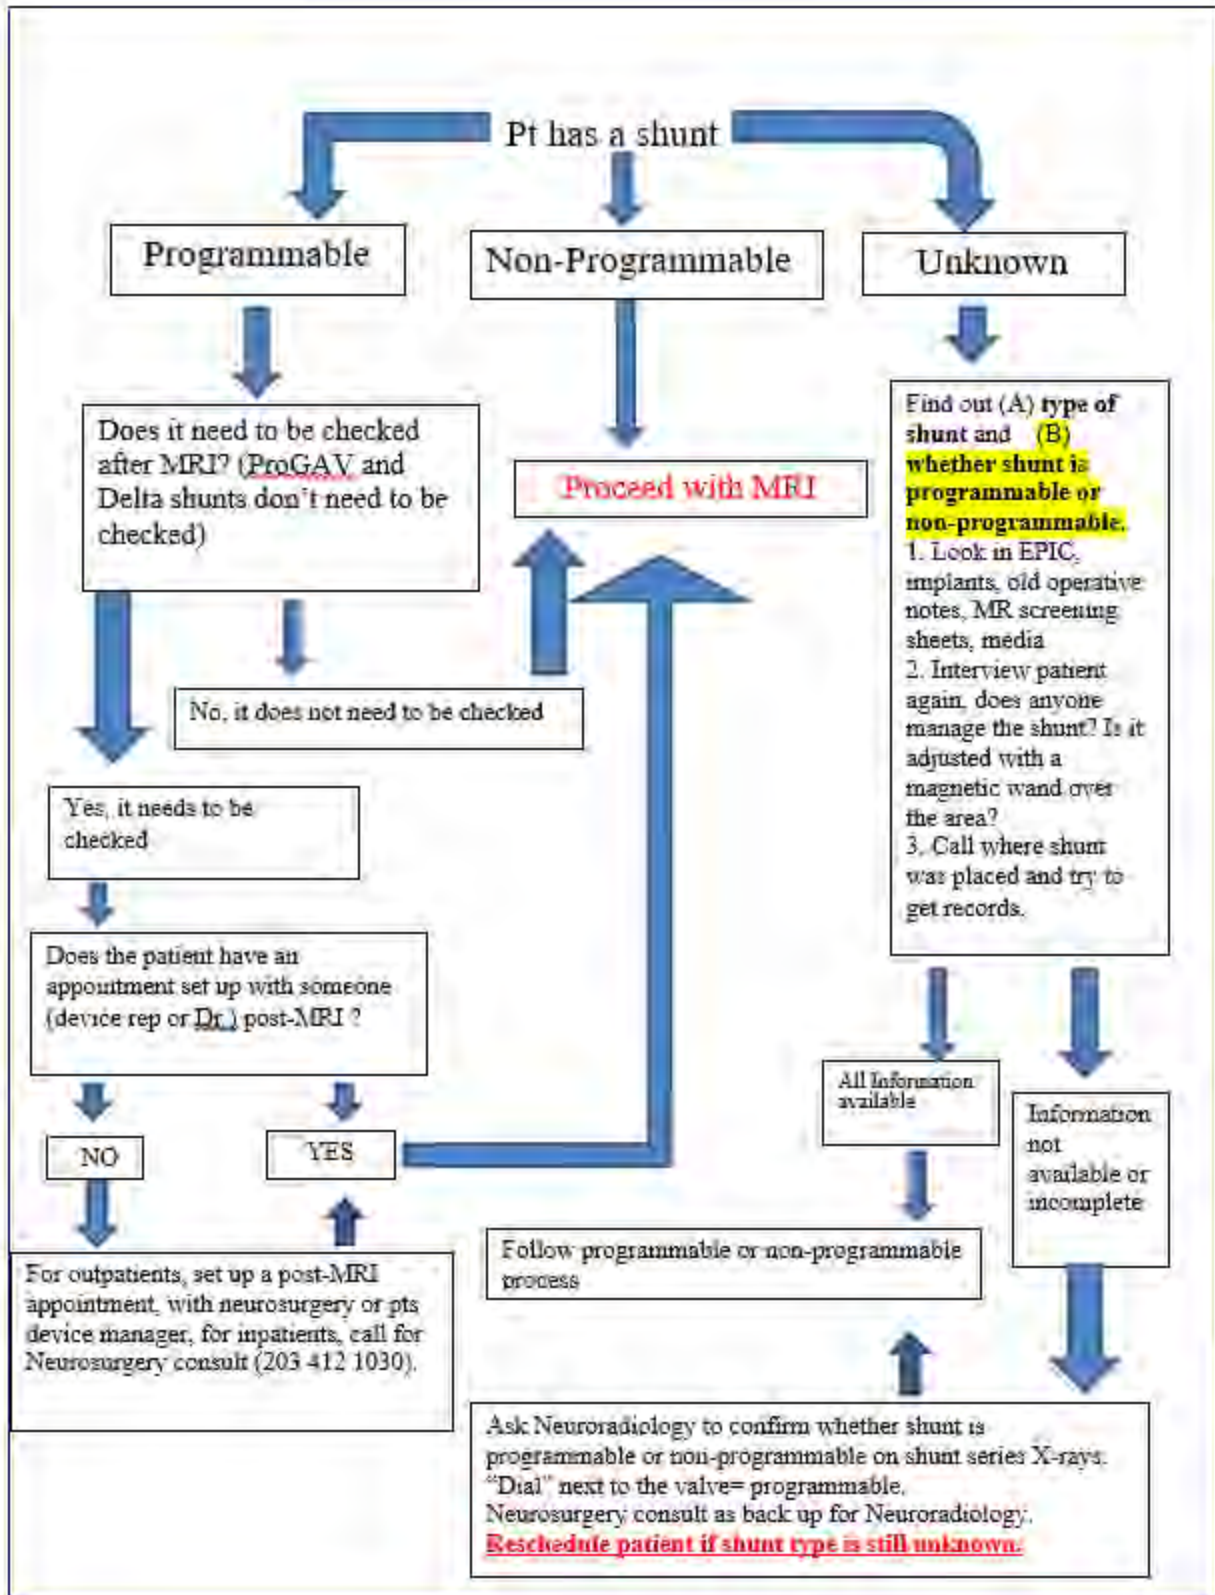 Pt has a shunt
Programmable
Non-Programmable
Unknown
Does it need to be checked
after MRI? (ProGAV and
Delta shunts don't need to be
checked)
Proceed with MRI
Find out (A) type of
shunt and (B)
whether shunt is
programmable or
non-programmable.
1. Look in EPIC,
implants, old operative
notes, MR screening
sheets, media
2. Interview patient
again, does anyone
manage the shunt? Is it
adjusted with a
magnetic wand over
the area?
3. Call where shunt
was placed and try to
get records.
No, it does not need to be checked
Yes, it needs to be
checked
Does the patient have an
appointment set up with someone
(device rep or Dr.) post-MRI ?
All Information
available
Information
not
available or
incomplete
NO
YES
Follow programmable or non-programmable
process
For outpatients, set up a post-MRI
appointment, with neurosurgery or pts
device manager, for inpatients, call for
Neurosurgery consult (203 412 1030).
Ask Neuroradiology to confirm whether shunt is
programmable or non-programmable on shunt series X-rays.
“Dial” next to the valve= programmable.
Neurosurgery consult as back up for Neuroradiology.
Reschedule patient if shunt type is still unknown.